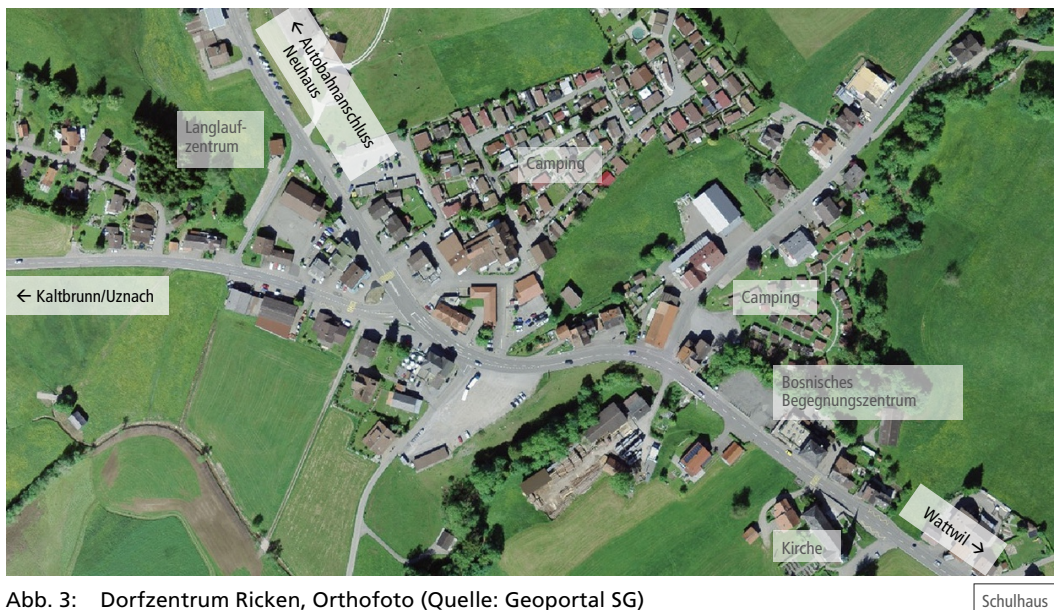 ← Autobahnanschluss
Neuhaus
Langlauf-
zentrum
Camping
← Kaltbrunn/Uznach
Camping
Bosnisches
Begegnungszentrum
Wattwil →
Kirche
Abb. 3: Dorfzentrum Ricken, Orthofoto (Quelle: Geoportal SG)
Schulhaus